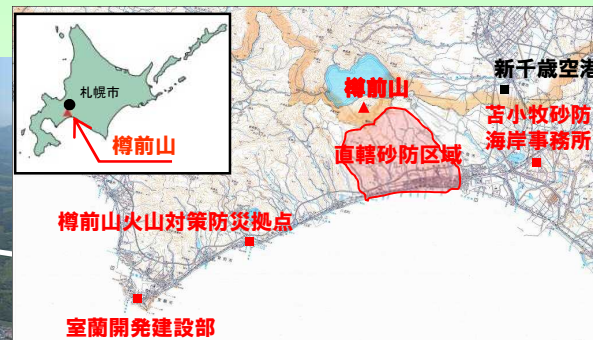 札幌市
樽前山
樽前山
新千歳空港
苫小牧砂防
海岸事務所
直轄砂防区域
樽前山火山対策防災拠点
室蘭開発建設部